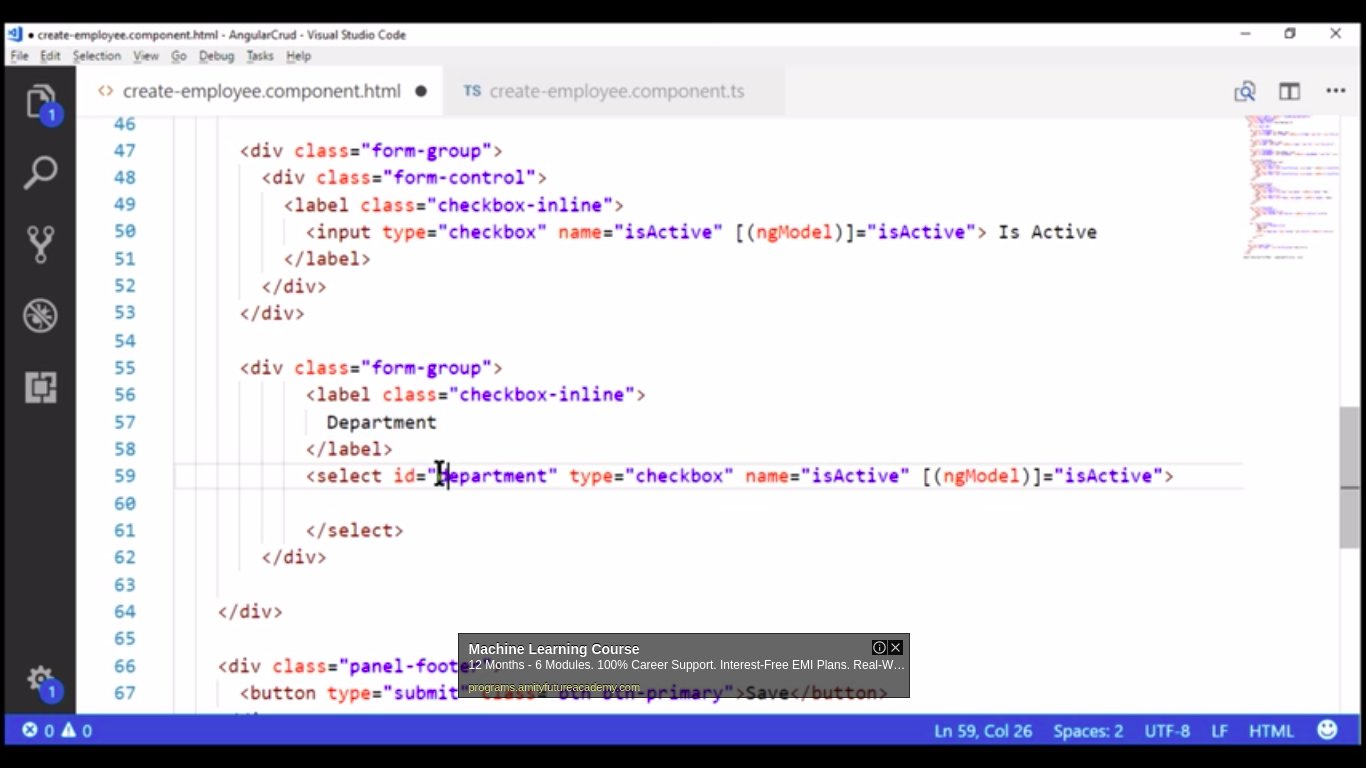 ● create-employee.component.html - AngularCrud - Visual Studio Code
File Edit Selection View Go Debug Tasks Help
<> create-employee.component.html ● TS create-employee.component.ts
46
47 <div class="form-group">
48 <div class="form-control">
49 <label class="checkbox-inline">
50 <input type="checkbox" name="isActive" [(ngModel)]="isActive"> Is Active
51 </label>
52 </div>
53 </div>
54
55 <div class="form-group">
56 <label class="checkbox-inline">
57 Department
58 </label>
59 <select id="department" type="checkbox" name="isActive" [(ngModel)]="isActive">
60
61 </select>
62 </div>
63
64 </div>
65
66 <div class="panel-footer
67 <button type="submit" class="btn btn-primary">Save</button>
Machine Learning Course
12 Months - 6 Modules. 100% Career Support. Interest-Free EMI Plans. Real-W...
programs.amityfutureacademy.com
1
1
0 0 Ln 59, Col 26 Spaces: 2 UTF-8 LF HTML